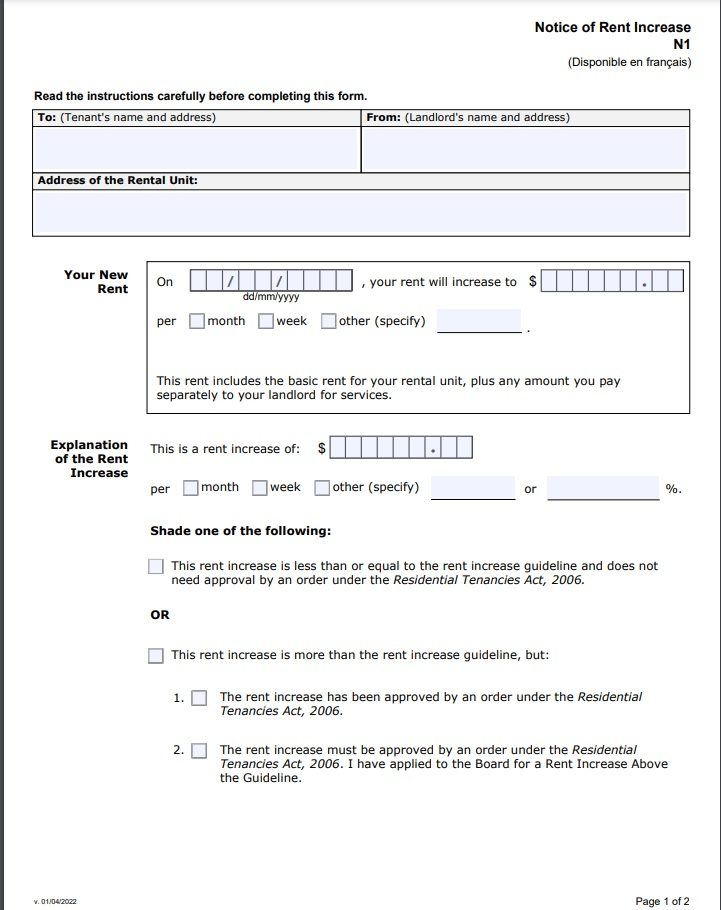 Notice of Rent Increase
N1
(Disponible en français)
Read the instructions carefully before completing this form.
To: (Tenant's name and address)
From: (Landlord's name and address)
Address of the Rental Unit:
Your New
Rent
On / / , your rent will increase to $ .
dd/mm/yyyy
per month week other (specify) .
This rent includes the basic rent for your rental unit, plus any amount you pay
separately to your landlord for services.
Explanation
of the Rent
Increase
This is a rent increase of: $ .
per month week other (specify) or %.
Shade one of the following:
This rent increase is less than or equal to the rent increase guideline and does not
need approval by an order under the Residential Tenancies Act, 2006.
OR
This rent increase is more than the rent increase guideline, but:
1. The rent increase has been approved by an order under the Residential
Tenancies Act, 2006.
2. The rent increase must be approved by an order under the Residential
Tenancies Act, 2006. I have applied to the Board for a Rent Increase Above
the Guideline.
v. 01/04/2022
Page 1 of 2